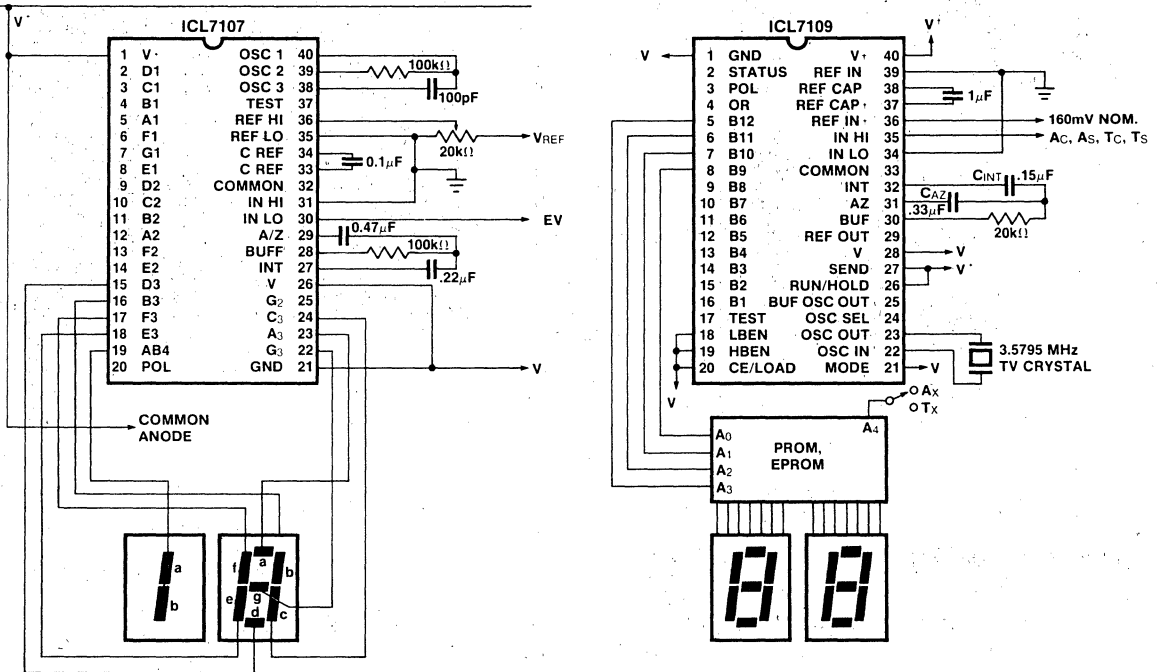 V+
ICL7107
1 V+ OSC 1 40
2 D1 OSC 2 39
3 C1 OSC 3 38
4 B1 TEST 37
5 A1 REF HI 36
6 F1 REF LO 35
7 G1 C REF 34
8 E1 C REF 33
9 D2 COMMON 32
10 C2 IN HI 31
11 B2 IN LO 30
12 A2 A/Z 29
13 F2 BUFF 28
14 E2 INT 27
15 D3 V 26
16 B3 G2 25
17 F3 C3 24
18 E3 A3 23
19 AB4 G3 22
20 POL GND 21
100kΩ
100pF
VREF
20kΩ
0.1μF
EV
0.47μF
100kΩ
.22μF
V
COMMON
ANODE
a
b
a
f
b
g
e
d
c
ICL7109
V
V+
1 GND V+ 40
2 STATUS REF IN 39
3 POL REF CAP 38
4 OR REF CAP+ 37
5 B12 REF IN+ 36
6 B11 IN HI 35
7 B10 IN LO 34
8 B9 COMMON 33
9 B8 INT 32
10 B7 AZ 31
11 B6 BUF 30
12 B5 REF OUT 29
13 B4 V 28
14 B3 SEND 27
15 B2 RUN/HOLD 26
16 B1 BUF OSC OUT 25
17 TEST OSC SEL 24
18 LBEN OSC OUT 23
19 HBEN OSC IN 22
20 CE/LOAD MODE 21
1μF
160mV NOM.
AC, AS, TC, TS
CINT .15μF
CAZ
.33μF
20kΩ
V
V+
3.5795 MHz
TV CRYSTAL
V
V
AX
TX
A4
A0
A1
A2
A3
PROM,
EPROM